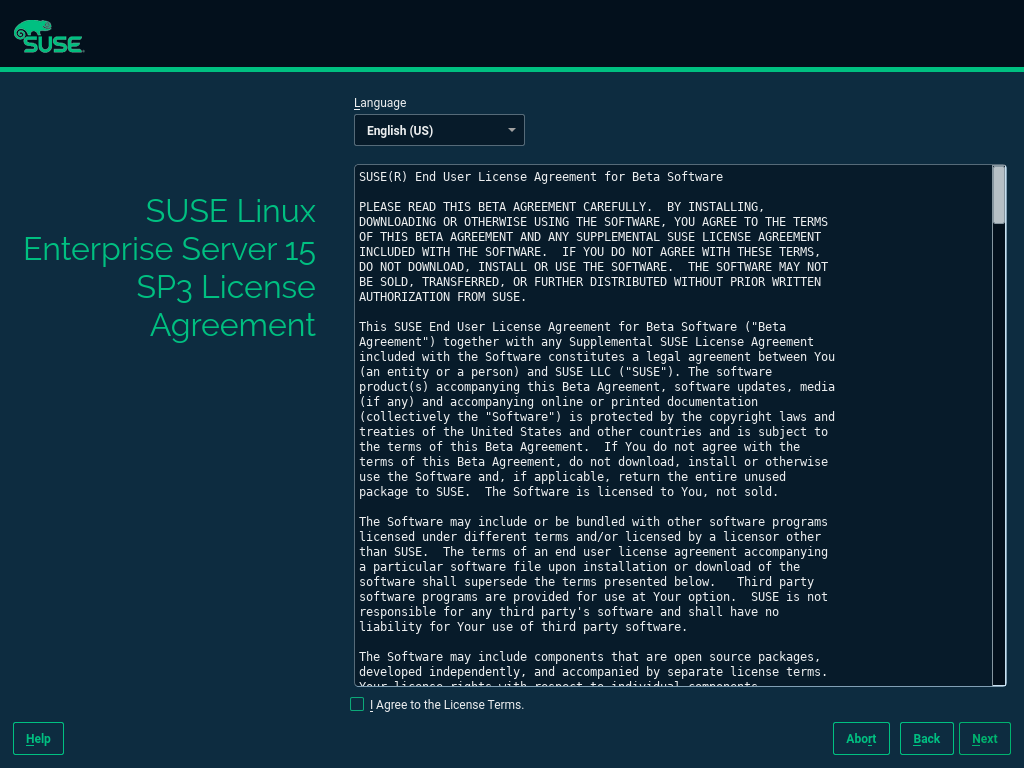 SUSE
Language
English (US)
SUSE Linux
Enterprise Server 15
SP3 License
Agreement
SUSE(R) End User License Agreement for Beta Software
PLEASE READ THIS BETA AGREEMENT CAREFULLY.  BY INSTALLING,
DOWNLOADING OR OTHERWISE USING THE SOFTWARE, YOU AGREE TO THE TERMS
OF THIS BETA AGREEMENT AND ANY SUPPLEMENTAL SUSE LICENSE AGREEMENT
INCLUDED WITH THE SOFTWARE.  IF YOU DO NOT AGREE WITH THESE TERMS,
DO NOT DOWNLOAD, INSTALL OR USE THE SOFTWARE.  THE SOFTWARE MAY NOT
BE SOLD, TRANSFERRED, OR FURTHER DISTRIBUTED WITHOUT PRIOR WRITTEN
AUTHORIZATION FROM SUSE.
This SUSE End User License Agreement for Beta Software ("Beta
Agreement") together with any Supplemental SUSE License Agreement
included with the Software constitutes a legal agreement between You
(an entity or a person) and SUSE LLC ("SUSE"). The software
product(s) accompanying this Beta Agreement, software updates, media
(if any) and accompanying online or printed documentation
(collectively the "Software") is protected by the copyright laws and
treaties of the United States and other countries and is subject to
the terms of this Beta Agreement.  If You do not agree with the
terms of this Beta Agreement, do not download, install or otherwise
use the Software and, if applicable, return the entire unused
package to SUSE.  The Software is licensed to You, not sold.
The Software may include or be bundled with other software programs
licensed under different terms and/or licensed by a licensor other
than SUSE.  The terms of an end user license agreement accompanying
a particular software file upon installation or download of the
software shall supersede the terms presented below.   Third party
software programs are provided for use at Your option.  SUSE is not
responsible for any third party's software and shall have no
liability for Your use of third party software.
The Software may include components that are open source packages,
developed independently, and accompanied by separate license terms.
Your license rights with respect to individual components
I Agree to the License Terms.
Help
Abort
Back
Next